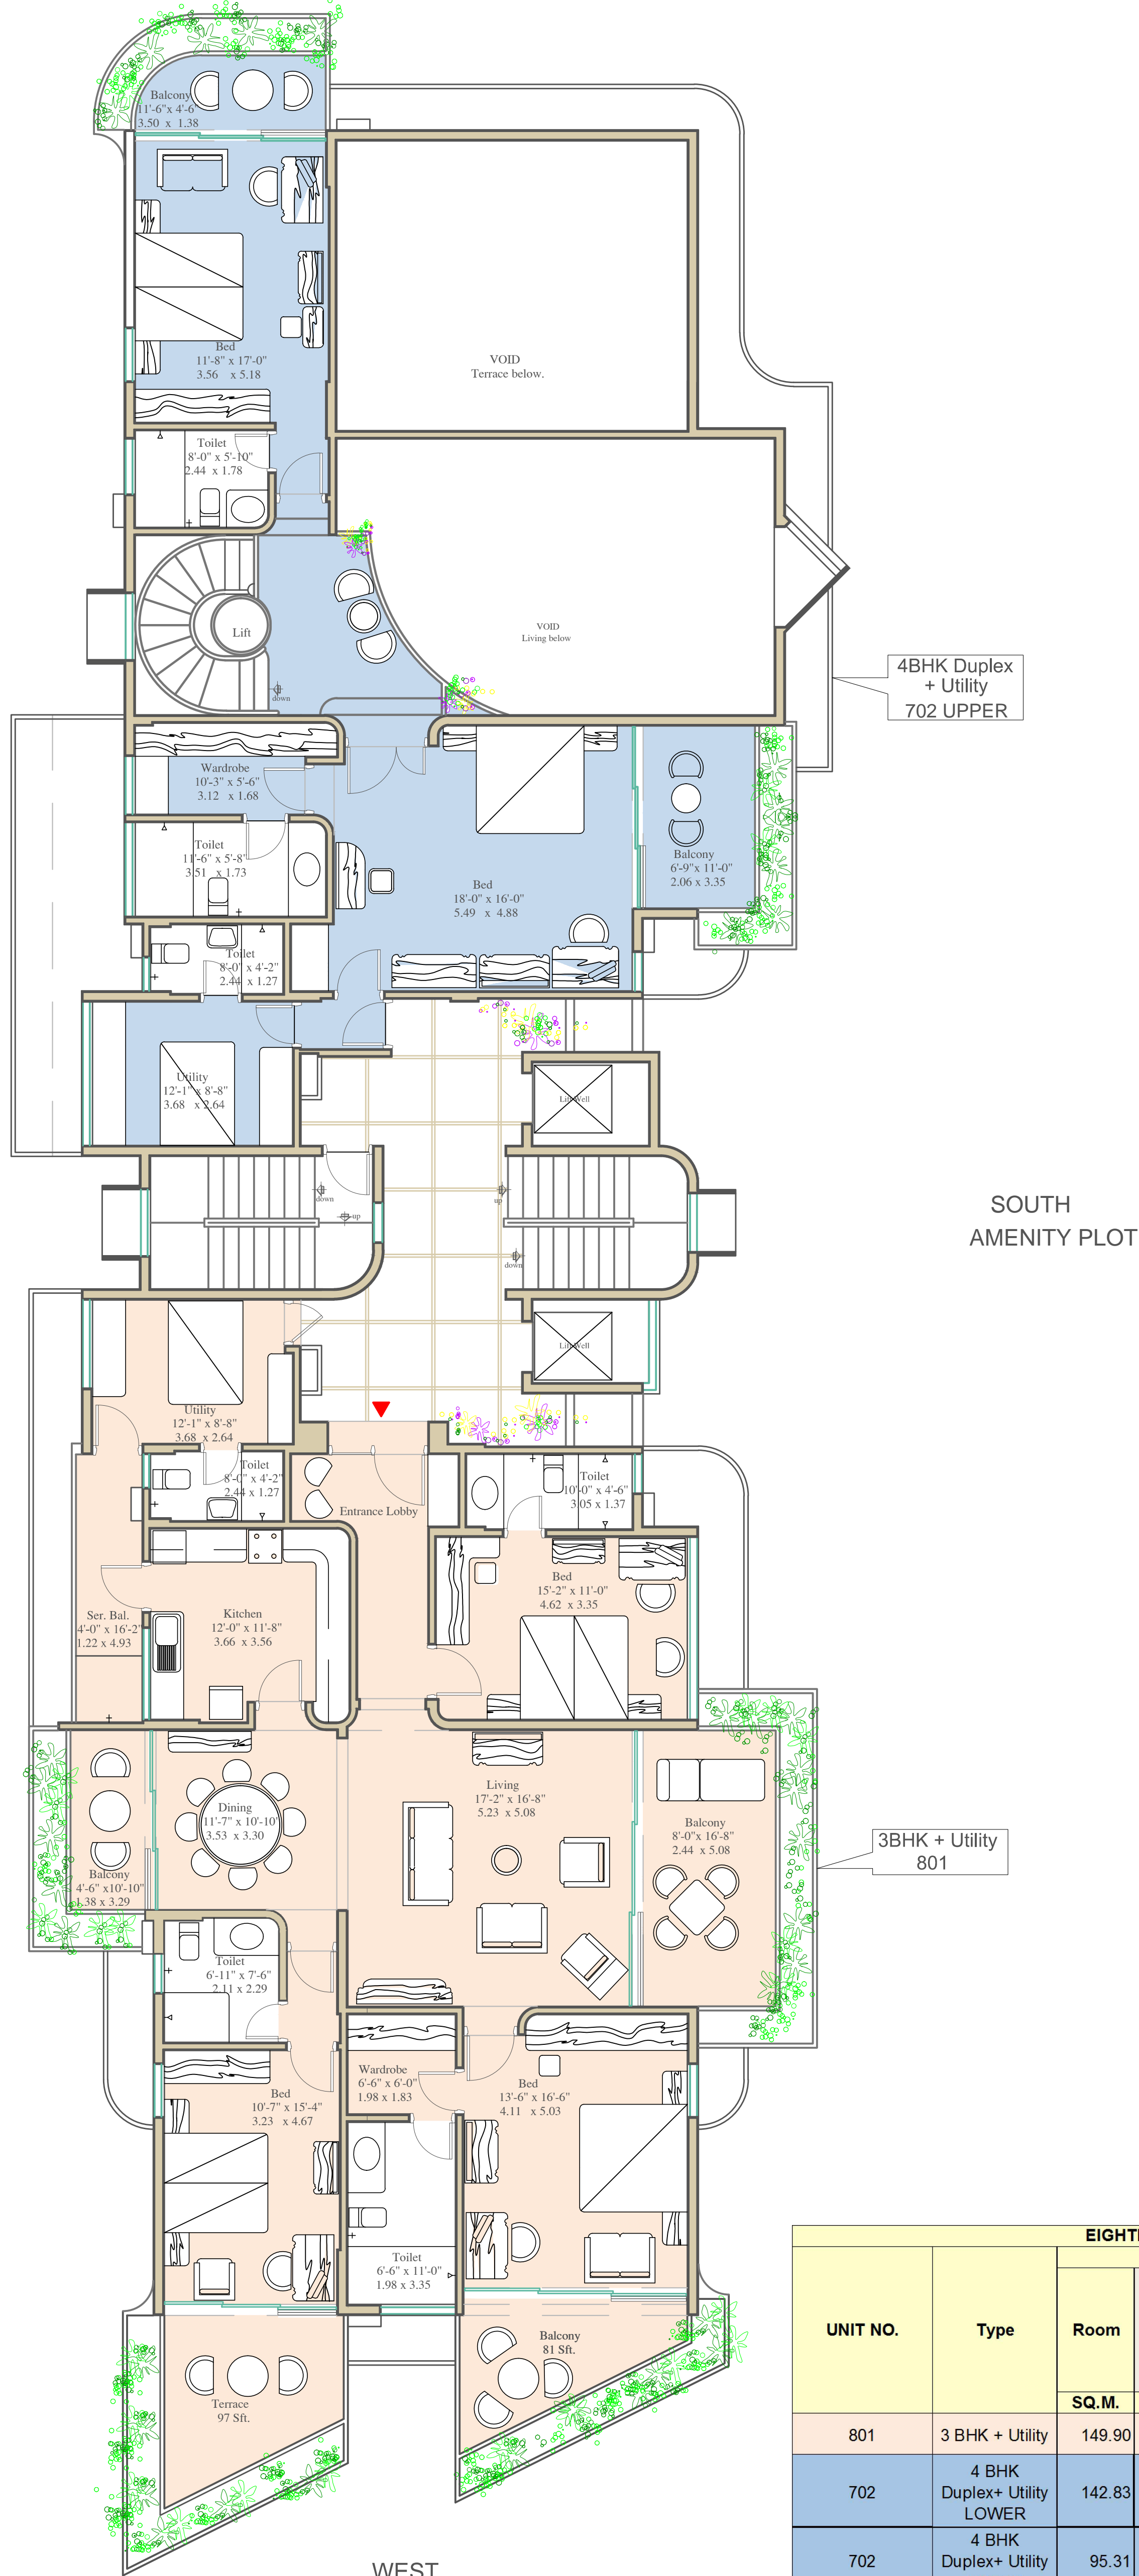 Balcony
11'-6"x 4'-6"
3.50 x 1.38
Bed
11'-8" x 17'-0"
3.56 x 5.18
VOID
Terrace below.
Toilet
8'-0" x 5'-10"
2.44 x 1.78
Lift
down
VOID
Living below
4BHK Duplex
+ Utility
702 UPPER
Wardrobe
10'-3" x 5'-6"
3.12 x 1.68
Toilet
11'-6" x 5'-8"
3.51 x 1.73
Bed
18'-0" x 16'-0"
5.49 x 4.88
Balcony
6'-9"x 11'-0"
2.06 x 3.35
Toilet
8'-0" x 4'-2"
2.44 x 1.27
Utility
12'-1" x 8'-8"
3.68 x 2.64
Lift Well
down
up
up
down
SOUTH
AMENITY PLOT
Lift Well
Utility
12'-1" x 8'-8"
3.68 x 2.64
Toilet
8'-0" x 4'-2"
2.44 x 1.27
Entrance Lobby
Toilet
10'-0" x 4'-6"
3.05 x 1.37
Bed
15'-2" x 11'-0"
4.62 x 3.35
Ser. Bal.
4'-0" x 16'-2"
1.22 x 4.93
Kitchen
12'-0" x 11'-8"
3.66 x 3.56
Dining
11'-7" x 10'-10"
3.53 x 3.30
Living
17'-2" x 16'-8"
5.23 x 5.08
Balcony
8'-0"x 16'-8"
2.44 x 5.08
3BHK + Utility
801
Balcony
4'-6" x10'-10"
1.38 x 3.29
Toilet
6'-11" x 7'-6"
2.11 x 2.29
Wardrobe
6'-6" x 6'-0"
1.98 x 1.83
Bed
10'-7" x 15'-4"
3.23 x 4.67
Bed
13'-6" x 16'-6"
4.11 x 5.03
Toilet
6'-6" x 11'-0"
1.98 x 3.35
Balcony
81 Sft.
Terrace
97 Sft.
WEST
UNIT NO. Type Room
SQ.M.
801 3 BHK + Utility 149.90
702 4 BHK Duplex+ Utility LOWER 142.83
702 4 BHK Duplex+ Utility 95.31